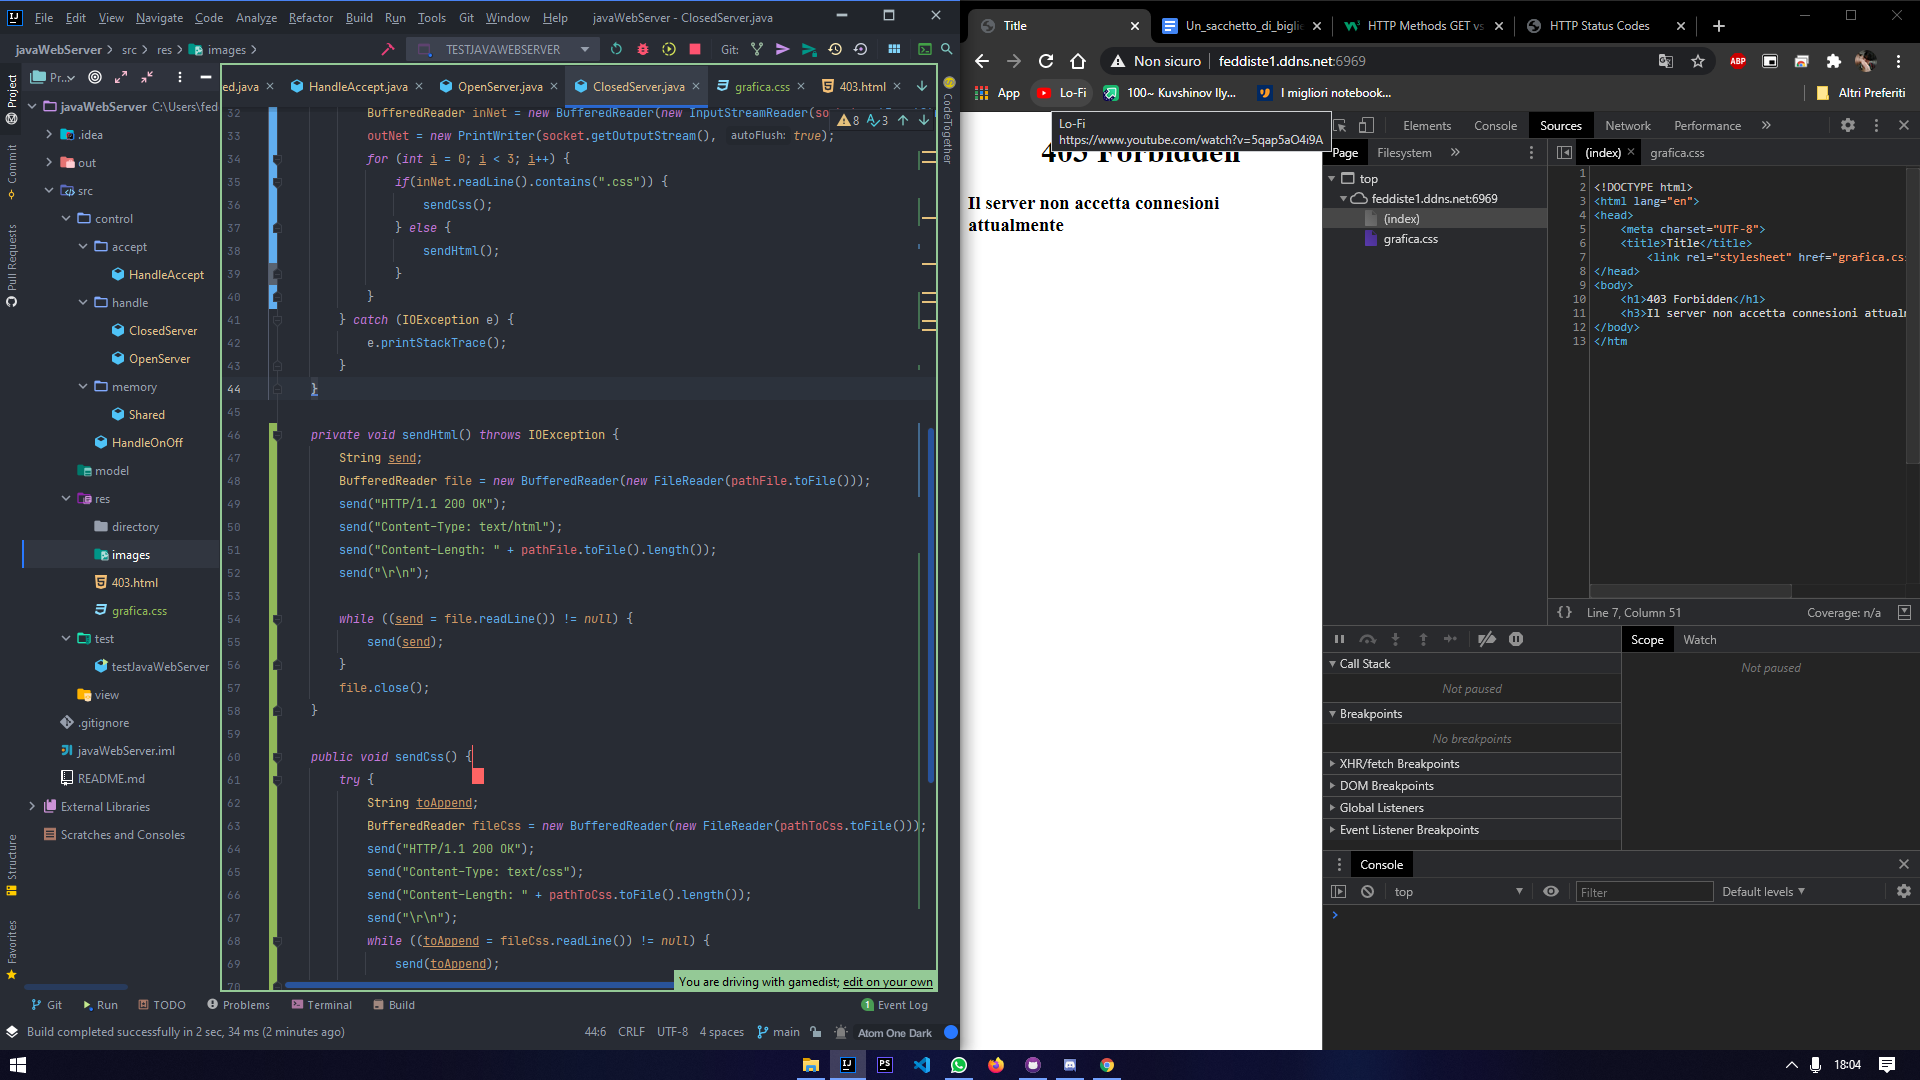 File Edit View Navigate Code Analyze Refactor Build Run Tools Git Window Help javaWebServer - ClosedServer.java
javaWebServer src res images TESTJAVAWEBSERVER Git:
Project
Commit
Pull Requests
Structure
Favorites
Pr...
javaWebServer C:\Users\fed
.idea
out
src
control
accept
HandleAccept
handle
ClosedServer
OpenServer
memory
Shared
HandleOnOff
model
res
directory
images
403.html
grafica.css
test
testJavaWebServer
view
.gitignore
javaWebServer.iml
README.md
External Libraries
Scratches and Consoles
ed.java HandleAccept.java OpenServer.java ClosedServer.java grafica.css 403.html
CodeTogether
8 3
32 BufferedReader inNet = new BufferedReader(new InputStreamReader(so
33 outNet = new PrintWriter(socket.getOutputStream(), autoFlush: true);
34 for (int i = 0; i < 3; i++) {
35 if(inNet.readLine().contains(".css")) {
36 sendCss();
37 } else {
38 sendHtml();
39 }
40 }
41 } catch (IOException e) {
42 e.printStackTrace();
43 }
44 }
45
46 private void sendHtml() throws IOException {
47 String send;
48 BufferedReader file = new BufferedReader(new FileReader(pathFile.toFile()));
49 send("HTTP/1.1 200 OK");
50 send("Content-Type: text/html");
51 send("Content-Length: " + pathFile.toFile().length());
52 send("\r\n");
53
54 while ((send = file.readLine()) != null) {
55 send(send);
56 }
57 file.close();
58 }
59
60 public void sendCss() {
61 try {
62 String toAppend;
63 BufferedReader fileCss = new BufferedReader(new FileReader(pathToCss.toFile()));
64 send("HTTP/1.1 200 OK");
65 send("Content-Type: text/css");
66 send("Content-Length: " + pathToCss.toFile().length());
67 send("\r\n");
68 while ((toAppend = fileCss.readLine()) != null) {
69 send(toAppend);
70
You are driving with gamedist; edit on your own
Git Run TODO Problems Terminal Build 1 Event Log
Build completed successfully in 2 sec, 34 ms (2 minutes ago) 44:6 CRLF UTF-8 4 spaces main Atom One Dark
Title Un_sacchetto_di_biglie HTTP Methods GET vs HTTP Status Codes
Non sicuro feddiste1.ddns.net:6969 ABP
App Lo-Fi 100~ Kuvshinov Ily... I migliori notebook... Altri Preferiti
Lo-Fi
https://www.youtube.com/watch?v=5qap5aO4i9A
403 Forbidden
Il server non accetta connesioni
attualmente
Elements Console Sources Network Performance
Page Filesystem (index) grafica.css
top
feddiste1.ddns.net:6969
(index)
grafica.css
1
2 <!DOCTYPE html>
3 <html lang="en">
4 <head>
5 <meta charset="UTF-8">
6 <title>Title</title>
7 <link rel="stylesheet" href="grafica.cs
8 </head>
9 <body>
10 <h1>403 Forbidden</h1>
11 <h3>Il server non accetta connesioni attual
12 </body>
13 </htm
{} Line 7, Column 51 Coverage: n/a
Scope Watch
Not paused
Call Stack
Not paused
Breakpoints
No breakpoints
XHR/fetch Breakpoints
DOM Breakpoints
Global Listeners
Event Listener Breakpoints
Console
top Filter Default levels
18:04